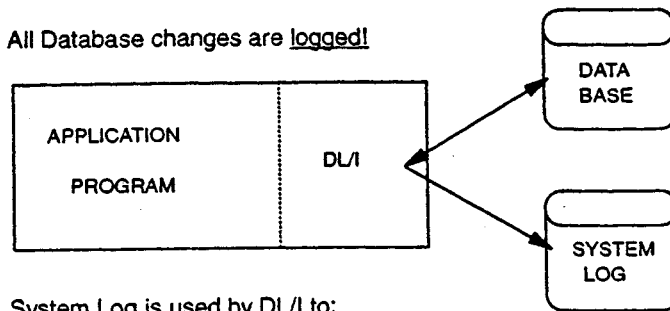 All Database changes are logged!
DATA
BASE
APPLICATION
DL/I
PROGRAM
SYSTEM
LOG
System Log is used by DL/I to: